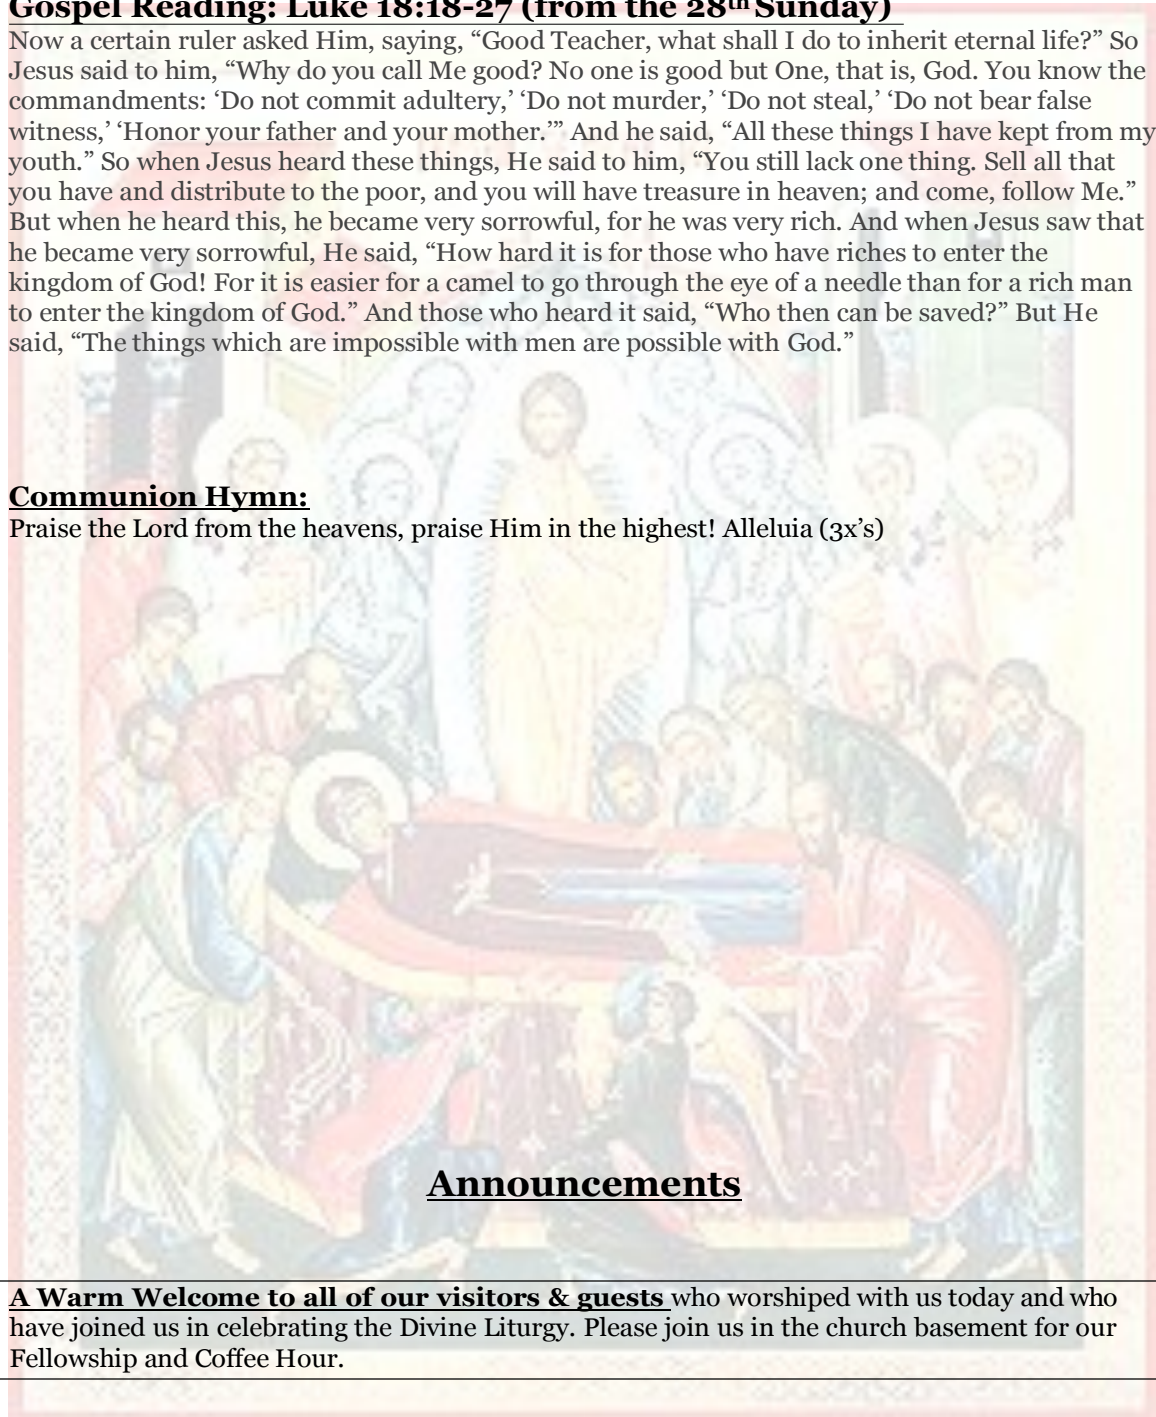 Gospel Reading: Luke 18:18-27 (from the 28th Sunday)
Now a certain ruler asked Him, saying, “Good Teacher, what shall I do to inherit eternal life?” So
Jesus said to him, “Why do you call Me good? No one is good but One, that is, God. You know the
commandments: ‘Do not commit adultery,’ ‘Do not murder,’ ‘Do not steal,’ ‘Do not bear false
witness,’ ‘Honor your father and your mother.’” And he said, “All these things I have kept from my
youth.” So when Jesus heard these things, He said to him, “You still lack one thing. Sell all that
you have and distribute to the poor, and you will have treasure in heaven; and come, follow Me.”
But when he heard this, he became very sorrowful, for he was very rich. And when Jesus saw that
he became very sorrowful, He said, “How hard it is for those who have riches to enter the
kingdom of God! For it is easier for a camel to go through the eye of a needle than for a rich man
to enter the kingdom of God.” And those who heard it said, “Who then can be saved?” But He
said, “The things which are impossible with men are possible with God.”
Communion Hymn:
Praise the Lord from the heavens, praise Him in the highest! Alleluia (3x’s)
Announcements
A Warm Welcome to all of our visitors & guests who worshiped with us today and who
have joined us in celebrating the Divine Liturgy. Please join us in the church basement for our
Fellowship and Coffee Hour.